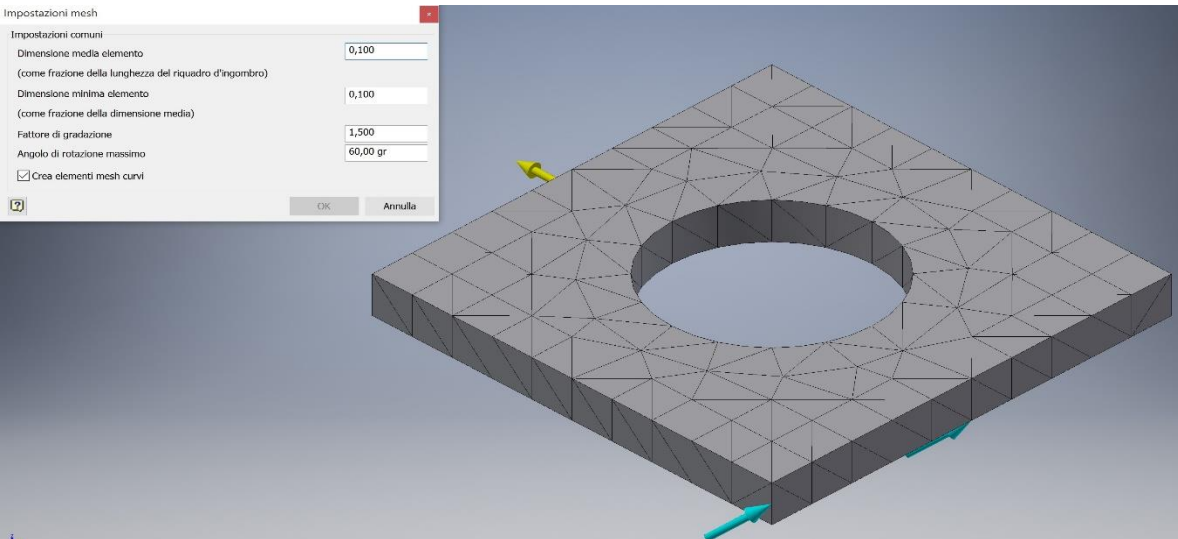 Impostazioni mesh
Impostazioni comuni
Dimensione media elemento 0,100
(come frazione della lunghezza del riquadro d'ingombro)
Dimensione minima elemento 0,100
(come frazione della dimensione media)
Fattore di gradazione 1,500
Angolo di rotazione massimo 60,00 gr
Crea elementi mesh curvi
OK Annulla